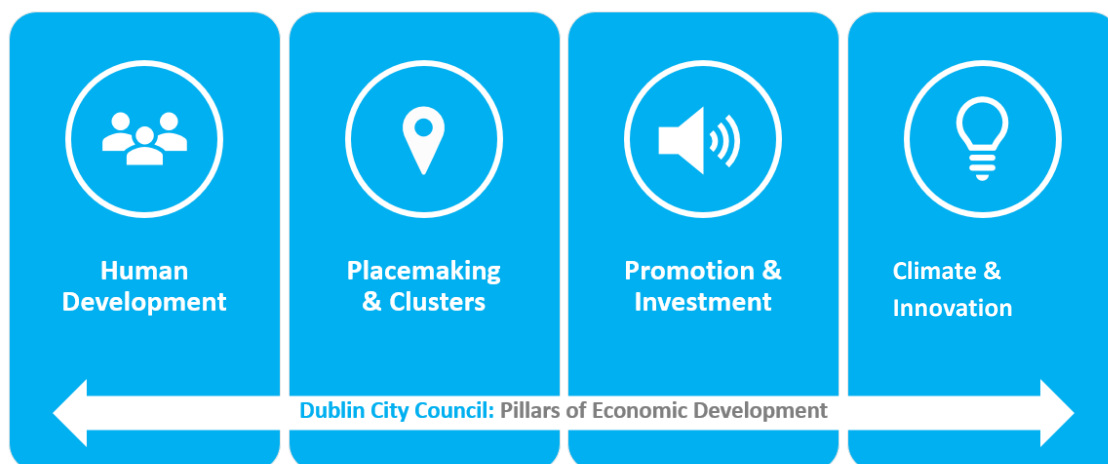 Human
Development
Placemaking
& Clusters
Promotion &
Investment
Climate &
Innovation
Dublin City Council: Pillars of Economic Development